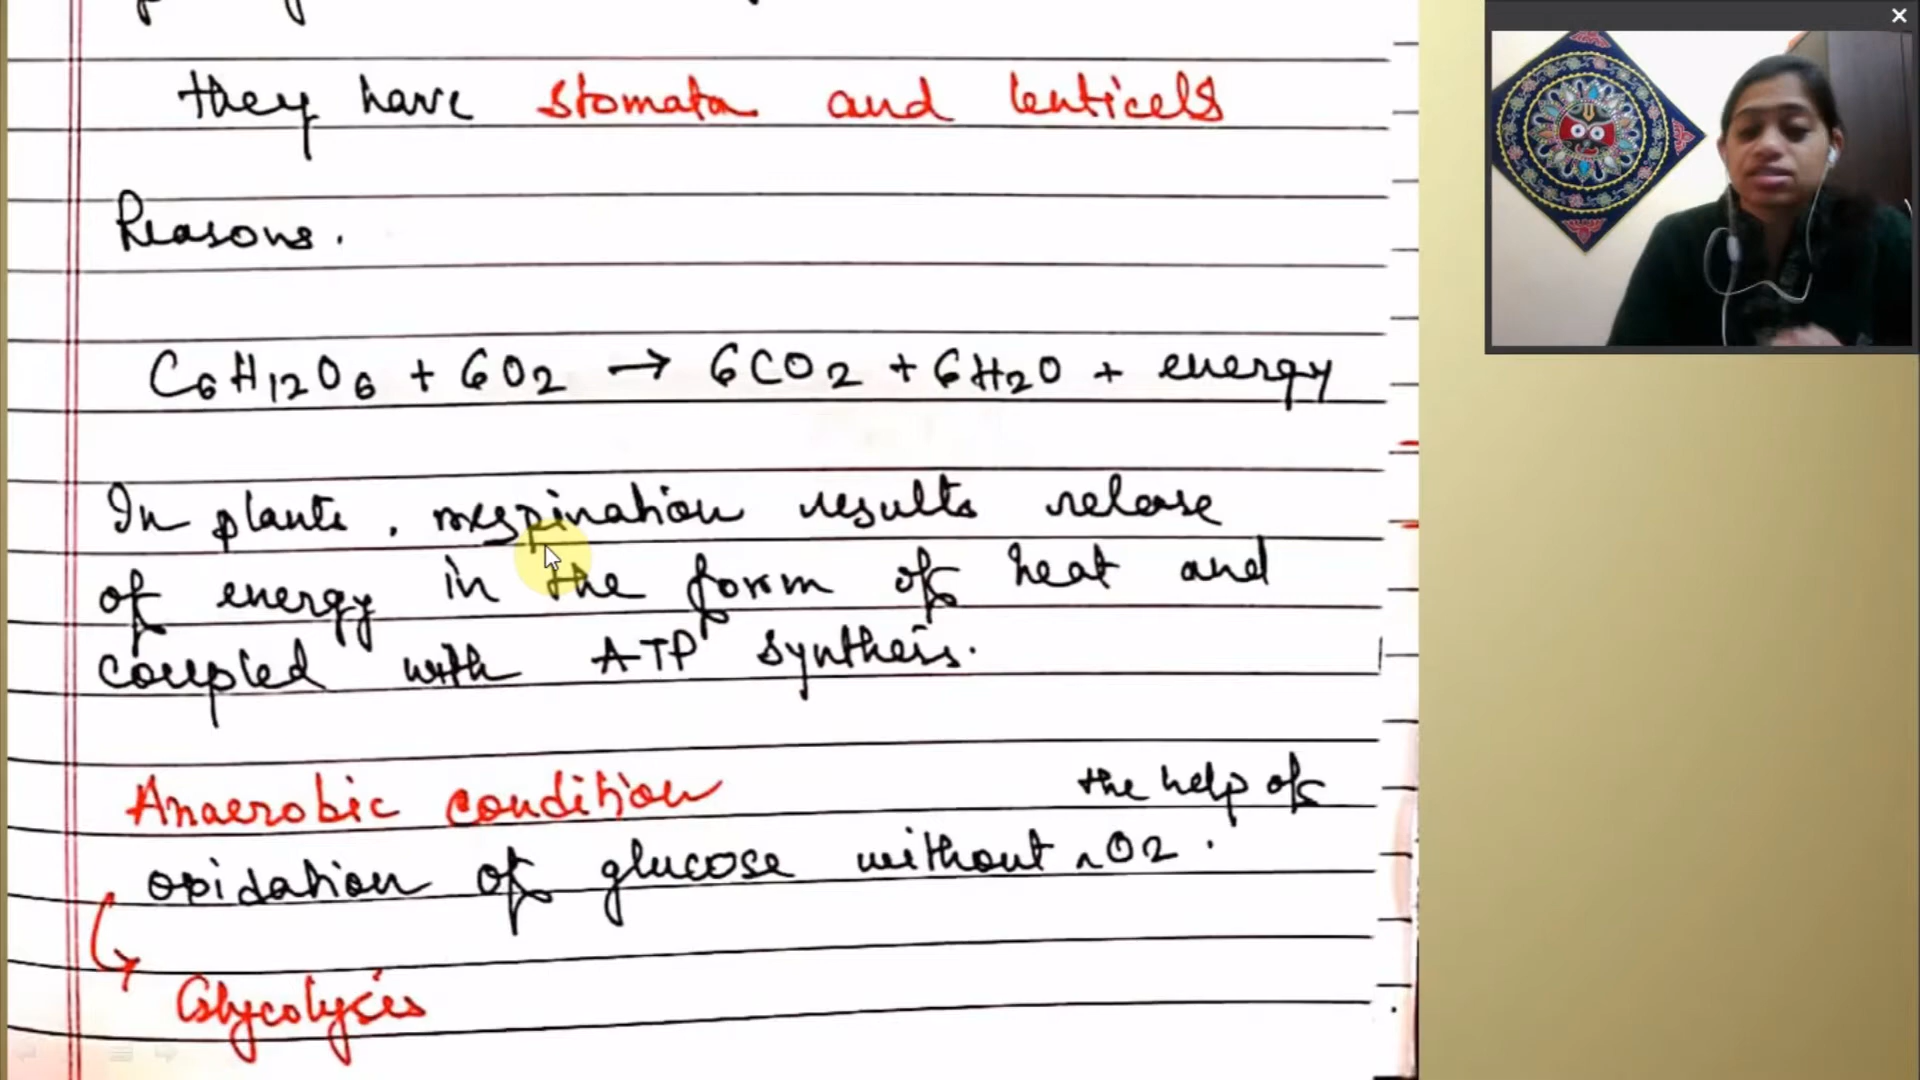 they have stomata and lenticels
Reasons.
C6H12O6 + 6O2 → 6CO2 + 6H2O + energy
In plants, respiration results release
of energy in the form of heat and
coupled with ATP synthesis.
Anaerobic condition
the help of
oxidation of glucose without ^ O2.
Glycolysis